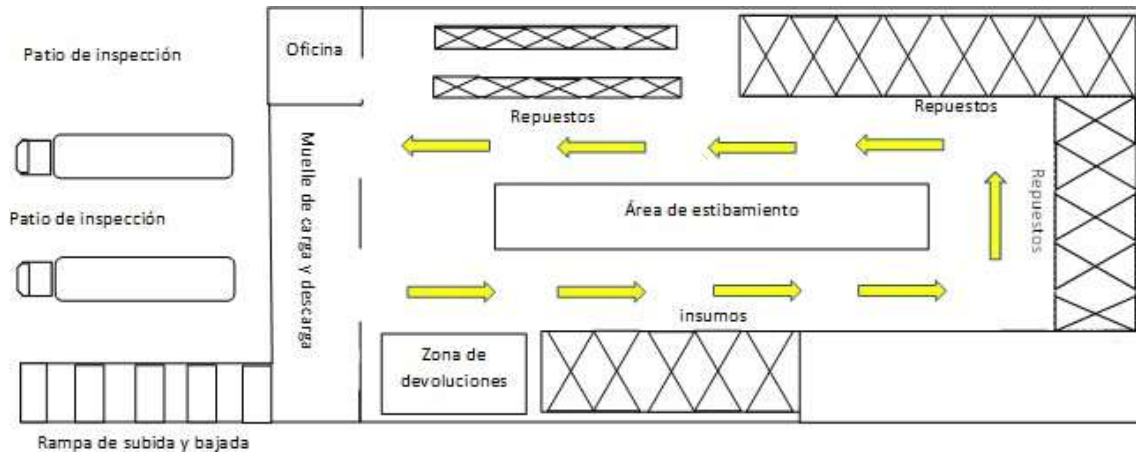 Patio de inspección
Oficina
Repuestos
Repuestos
Muelle de carga y descarga
Repuestos
Patio de inspección
Área de estibamiento
insumos
Zona de
devoluciones
Rampa de subida y bajada